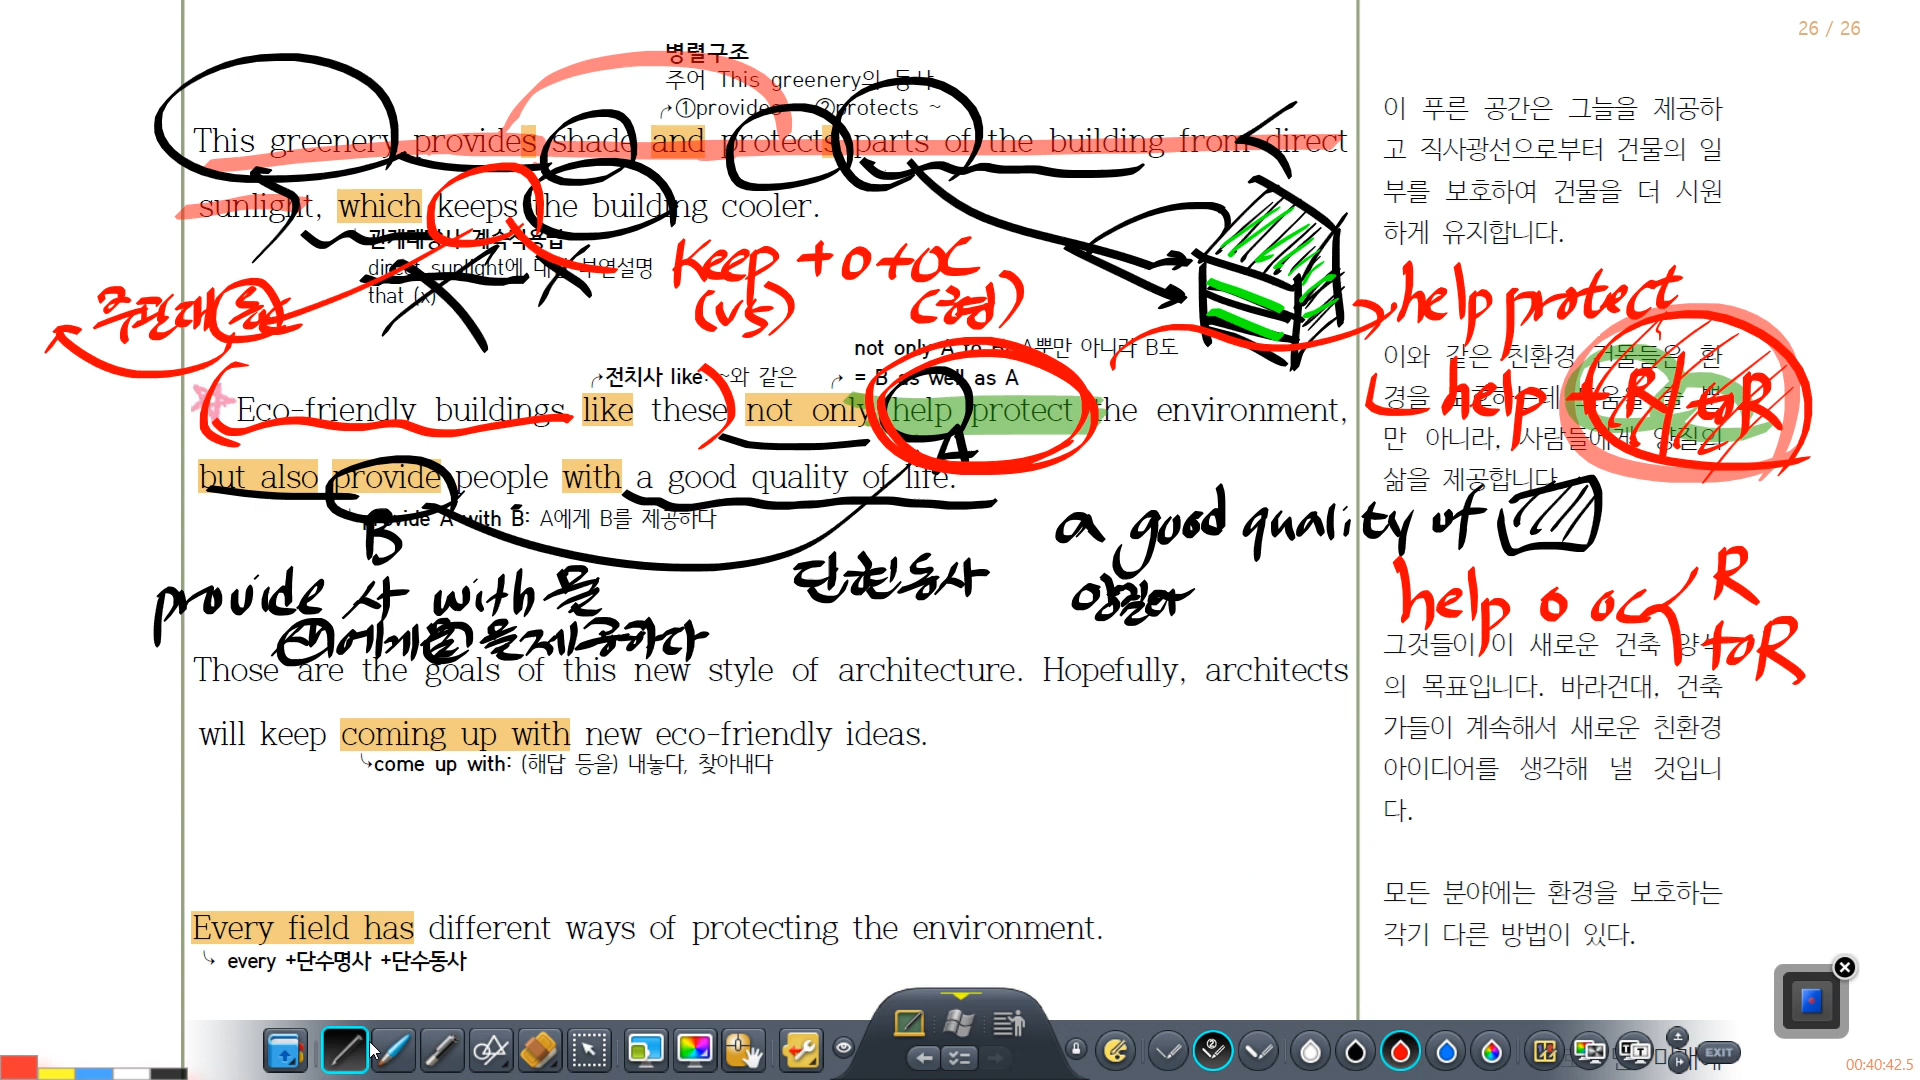 26 / 26
병렬구조
주어 This greenery의 동사
①provides ②protects ~
This greenery provides shade and protects parts of the building from direct
sunlight, which keeps the building cooler.
관계대명사 계속적용법
direct sunlight에 대한 부연설명
that (x)
keep + o + oc
(V5) (형)
help protect
help + R / to R
not only A but B: A뿐만 아니라 B도
전치사 like: ~와 같은
= B as well as A
Eco-friendly buildings like these not only help protect the environment,
A
but also provide people with a good quality of life.
provide A with B: A에게 B를 제공하다
B
a good quality of
단현동사
양질의
provide 사 with 물
에게 물 을 제공하다
help o oc R
to R
Those are the goals of this new style of architecture. Hopefully, architects
will keep coming up with new eco-friendly ideas.
come up with: (해답 등을) 내놓다, 찾아내다
Every field has different ways of protecting the environment.
every +단수명사 +단수동사
이 푸른 공간은 그늘을 제공하
고 직사광선으로부터 건물의 일
부를 보호하여 건물을 더 시원
하게 유지합니다.
이와 같은 친환경 건물들은 환
경을 보호하는데 도움을 줄 뿐
만 아니라, 사람들에게 양질의
삶을 제공합니다.
그것들이 이 새로운 건축 양식
의 목표입니다. 바라건대, 건축
가들이 계속해서 새로운 친환경
아이디어를 생각해 낼 것입니
다.
모든 분야에는 환경을 보호하는
각기 다른 방법이 있다.
EXIT
00:40:42.5